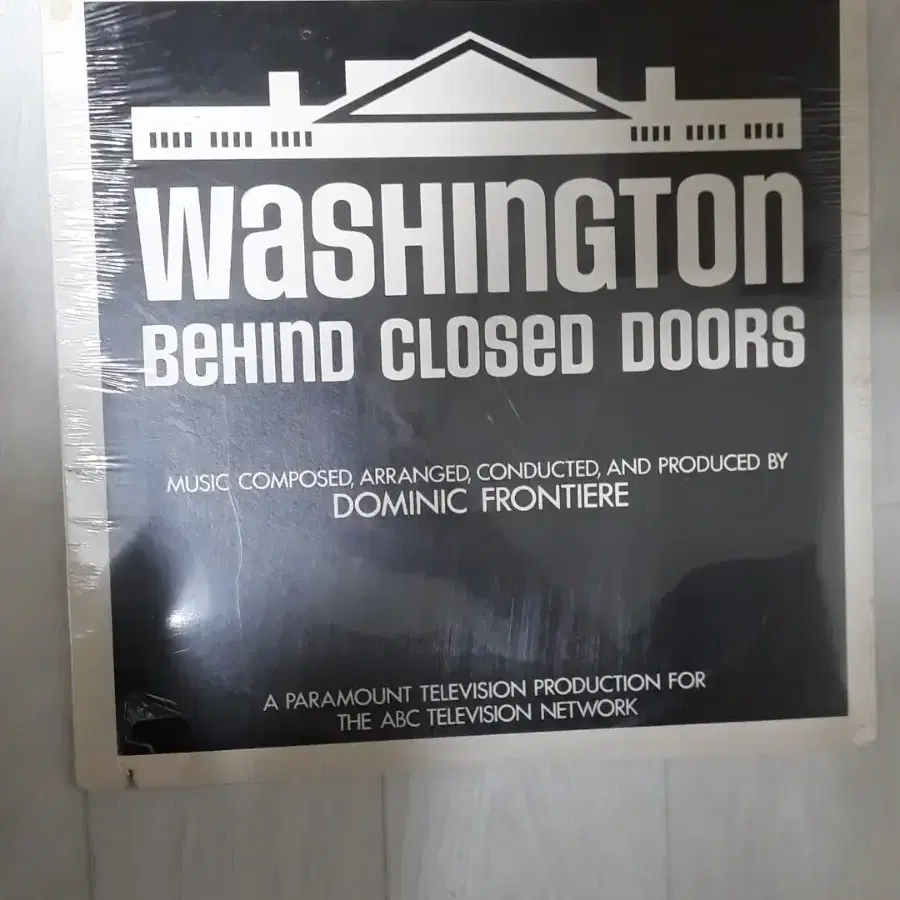 WaSHInGTOn
BeHInD CLOSeD DOORS
MUSIC COMPOSED, ARRANGED, CONDUCTED, AND PRODUCED BY
DOMINIC FRONTIERE
A PARAMOUNT TELEVISION PRODUCTION FOR
THE ABC TELEVISION NETWORK